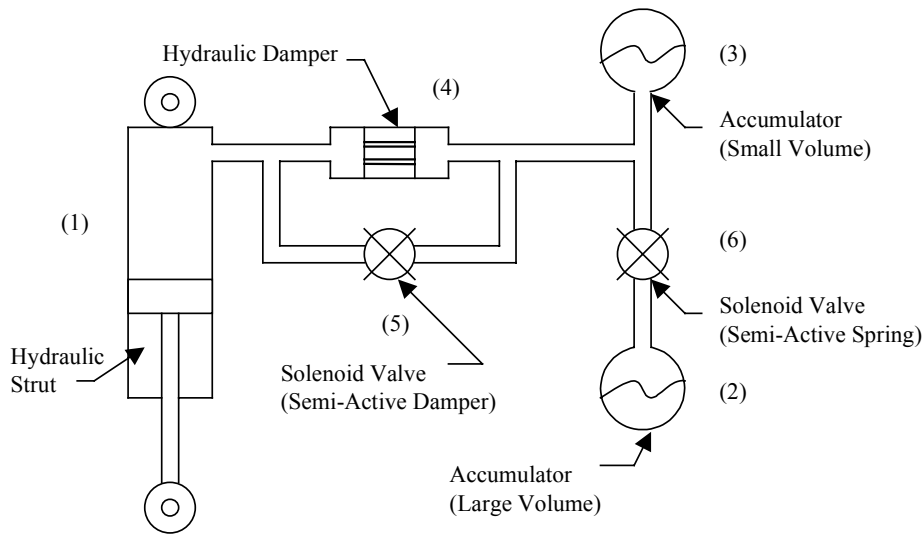 Hydraulic Damper
(4)
(3)
Accumulator
(Small Volume)
(1)
(6)
Solenoid Valve
(Semi-Active Spring)
(5)
Hydraulic
Strut
Solenoid Valve
(Semi-Active Damper)
(2)
Accumulator
(Large Volume)